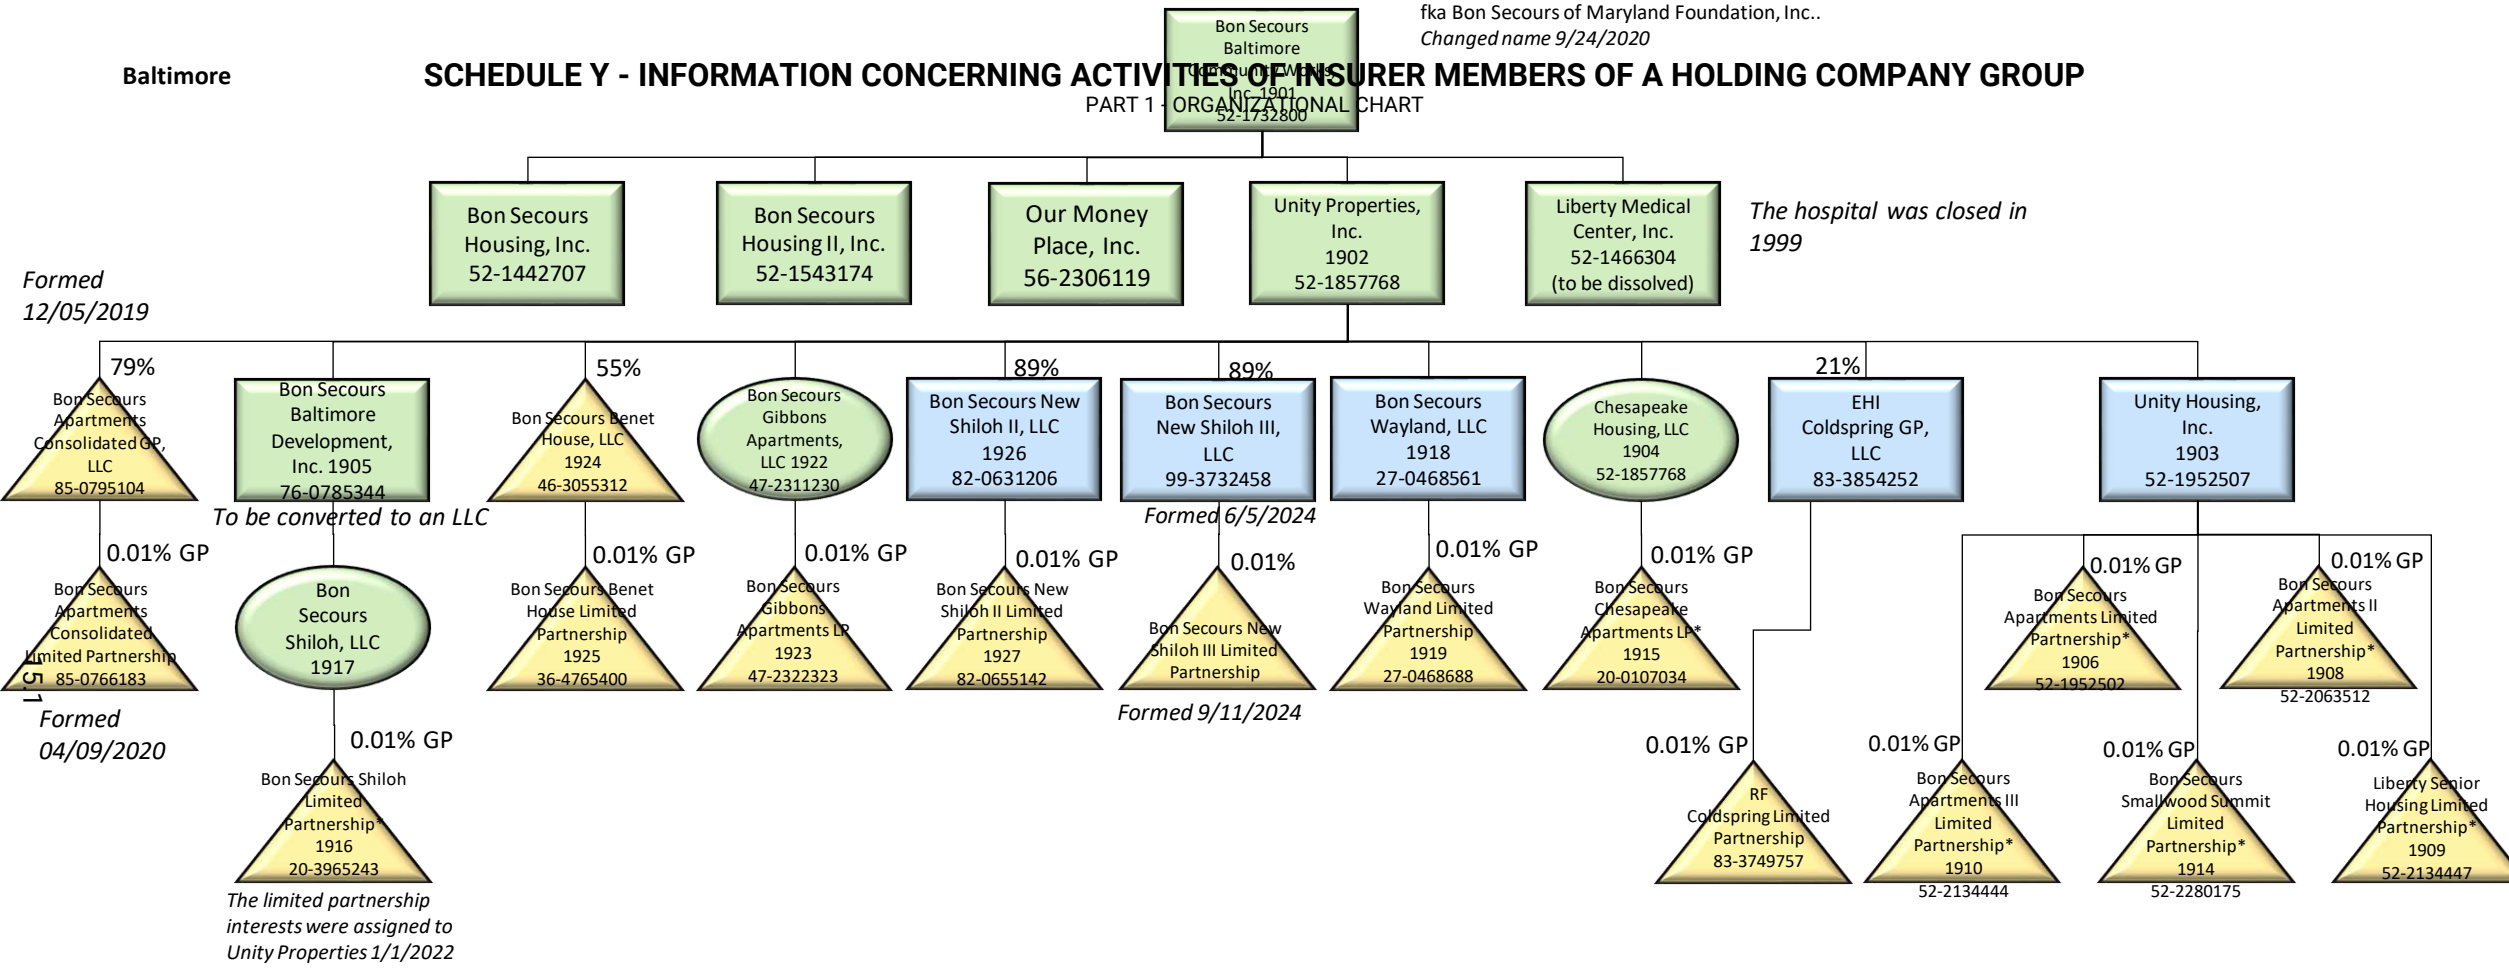 fka Bon Secours of Maryland Foundation, Inc..
Changed name 9/24/2020
Baltimore
SCHEDULE Y - INFORMATION CONCERNING ACTIVITIES OF INSURER MEMBERS OF A HOLDING COMPANY GROUP
PART 1 - ORGANIZATIONAL CHART
Bon Secours
Baltimore
Community Works,
Inc. 1901
52-1732800
Bon Secours
Housing, Inc.
52-1442707
Bon Secours
Housing II, Inc.
52-1543174
Our Money
Place, Inc.
56-2306119
Unity Properties,
Inc.
1902
52-1857768
Liberty Medical
Center, Inc.
52-1466304
(to be dissolved)
The hospital was closed in
1999
Formed
12/05/2019
79%
Bon Secours
Apartments
Consolidated GP,
LLC
85-0795104
Bon Secours
Baltimore
Development,
Inc. 1905
76-0785344
To be converted to an LLC
55%
Bon Secours Benet
House, LLC
1924
46-3055312
Bon Secours
Gibbons
Apartments,
LLC 1922
47-2311230
89%
Bon Secours New
Shiloh II, LLC
1926
82-0631206
89%
Bon Secours
New Shiloh III,
LLC
99-3732458
Formed 6/5/2024
Bon Secours
Wayland, LLC
1918
27-0468561
Chesapeake
Housing, LLC
1904
52-1857768
21%
EHI
Coldspring GP,
LLC
83-3854252
Unity Housing,
Inc.
1903
52-1952507
0.01% GP
Bon Secours
Apartments
Consolidated
Limited Partnership
85-0766183
15.1
Formed
04/09/2020
Bon
Secours
Shiloh, LLC
1917
0.01% GP
Bon Secours Benet
House Limited
Partnership
1925
36-4765400
0.01% GP
Bon Secours
Gibbons
Apartments LP
1923
47-2322323
0.01% GP
Bon Secours New
Shiloh II Limited
Partnership
1927
82-0655142
0.01%
Bon Secours New
Shiloh III Limited
Partnership
Formed 9/11/2024
0.01% GP
Bon Secours
Wayland Limited
Partnership
1919
27-0468688
0.01% GP
Bon Secours
Chesapeake
Apartments LP*
1915
20-0107034
0.01% GP
Bon Secours
Apartments Limited
Partnership*
1906
52-1952502
0.01% GP
Bon Secours
Apartments II
Limited
Partnership*
1908
52-2063512
0.01% GP
Bon Secours Shiloh
Limited
Partnership*
1916
20-3965243
The limited partnership
interests were assigned to
Unity Properties 1/1/2022
0.01% GP
RF
Coldspring Limited
Partnership
83-3749757
0.01% GP
Bon Secours
Apartments III
Limited
Partnership*
1910
52-2134444
0.01% GP
Bon Secours
Smallwood Summit
Limited
Partnership*
1914
52-2280175
0.01% GP
Liberty Senior
Housing Limited
Partnership*
1909
52-2134447